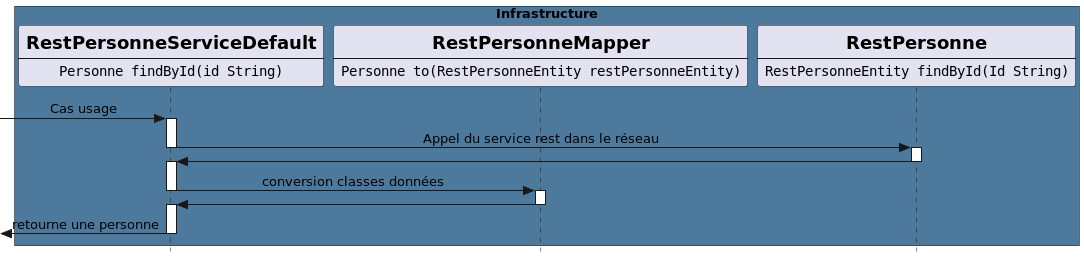 Infrastructure
RestPersonneServiceDefault
Personne findById(id String)
RestPersonneMapper
Personne to(RestPersonneEntity restPersonneEntity)
RestPersonne
RestPersonneEntity findById(Id String)
Cas usage
Appel du service rest dans le réseau
conversion classes données
retourne une personne